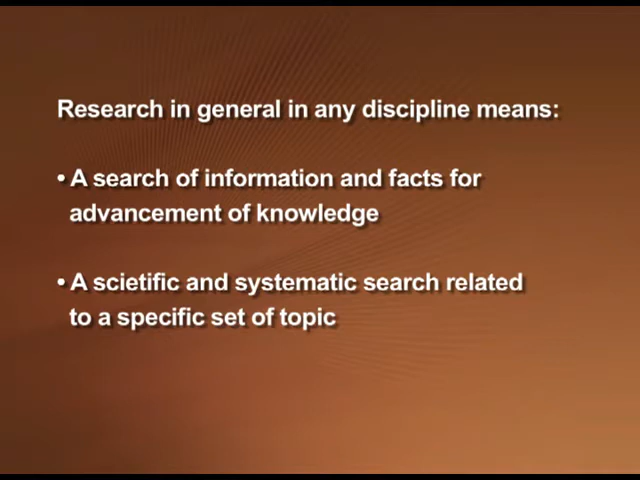 Research in general in any discipline means:
• A search of information and facts for
advancement of knowledge
• A scietific and systematic search related
to a specific set of topic